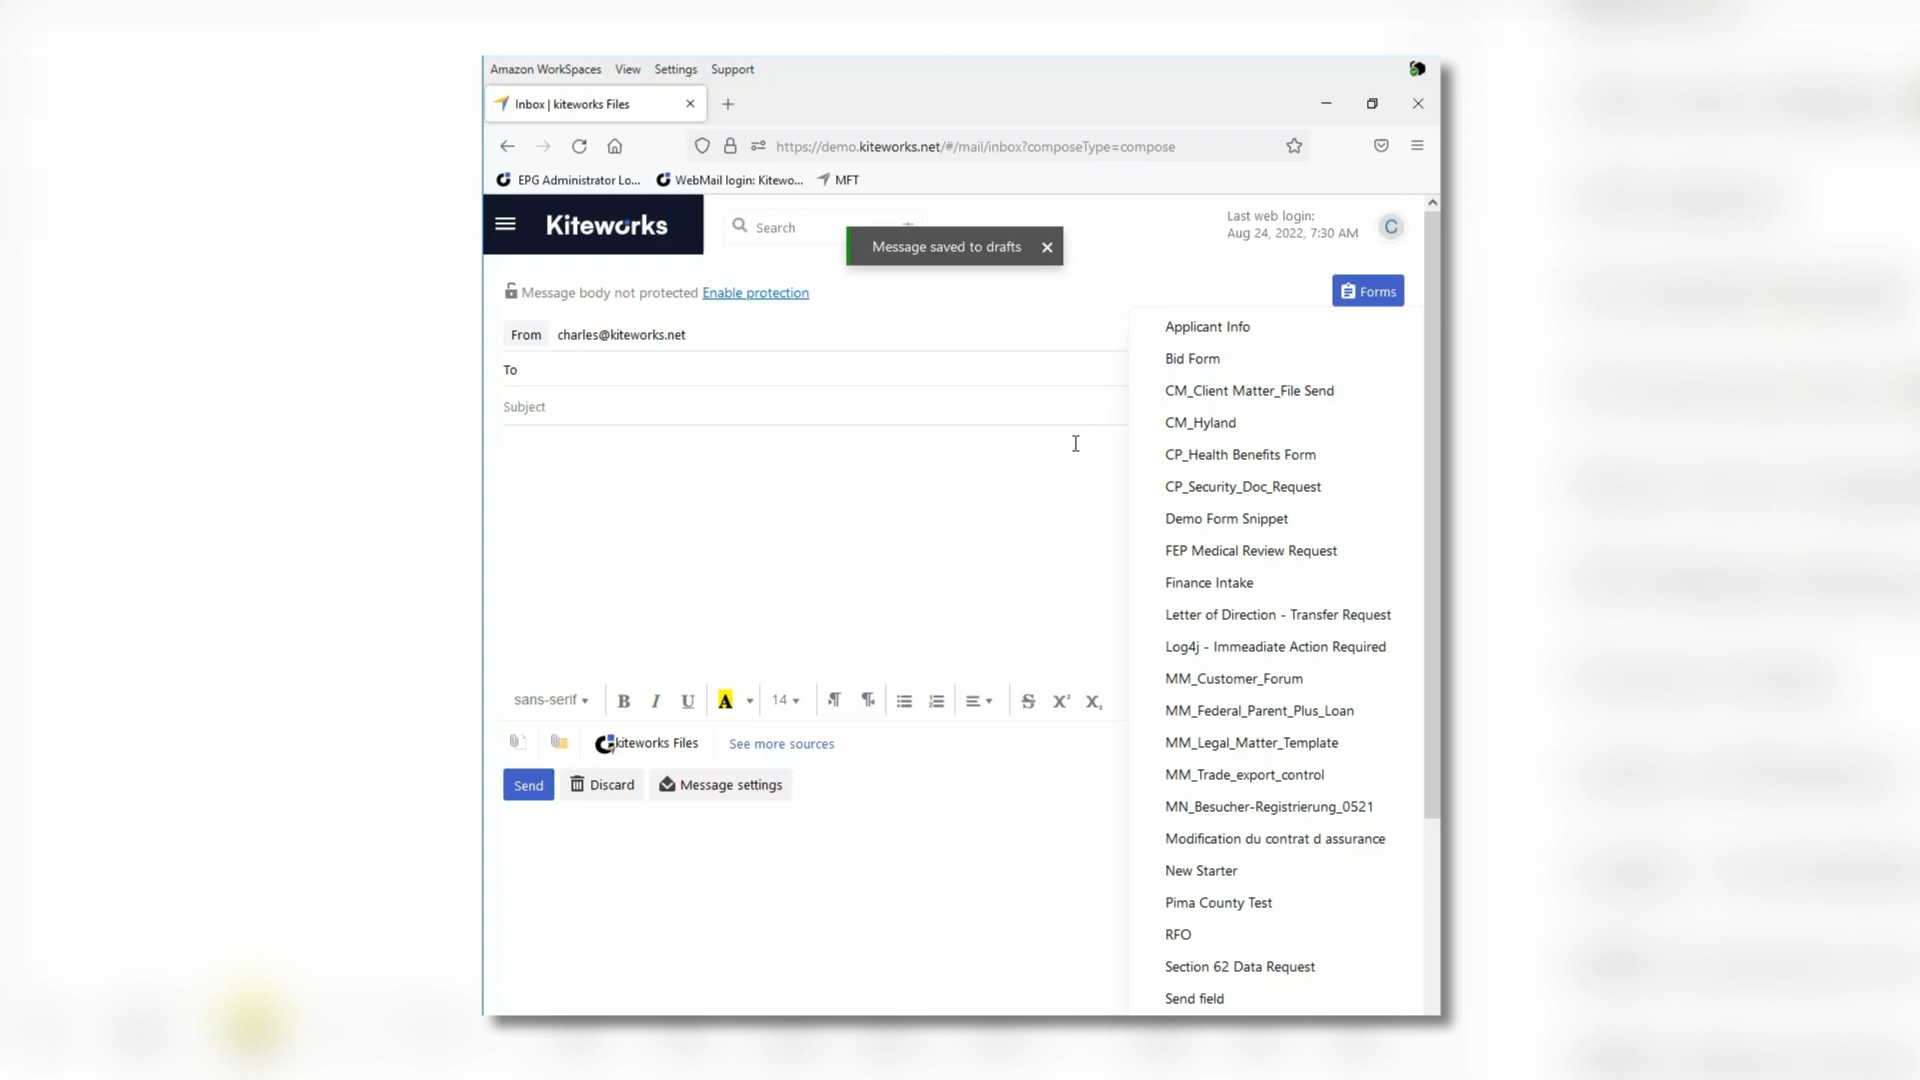 Amazon WorkSpaces View Settings Support
Inbox | kiteworks Files
https://demo.kiteworks.net/#/mail/inbox?composeType=compose
EPG Administrator Lo... WebMail login: Kitewo... MFT
Kiteworks
Search
Last web login:
Aug 24, 2022, 7:30 AM
C
Message saved to drafts
Message body not protected Enable protection
Forms
From charles@kiteworks.net
To
Subject
Applicant Info
Bid Form
CM_Client Matter_File Send
CM_Hyland
CP_Health Benefits Form
CP_Security_Doc_Request
Demo Form Snippet
FEP Medical Review Request
Finance Intake
Letter of Direction - Transfer Request
Log4j - Immeadiate Action Required
MM_Customer_Forum
MM_Federal_Parent_Plus_Loan
MM_Legal_Matter_Template
MM_Trade_export_control
MN_Besucher-Registrierung_0521
Modification du contrat d assurance
New Starter
Pima County Test
RFO
Section 62 Data Request
Send field
sans-serif B I U A 14 S X² X,
kiteworks Files See more sources
Send Discard Message settings